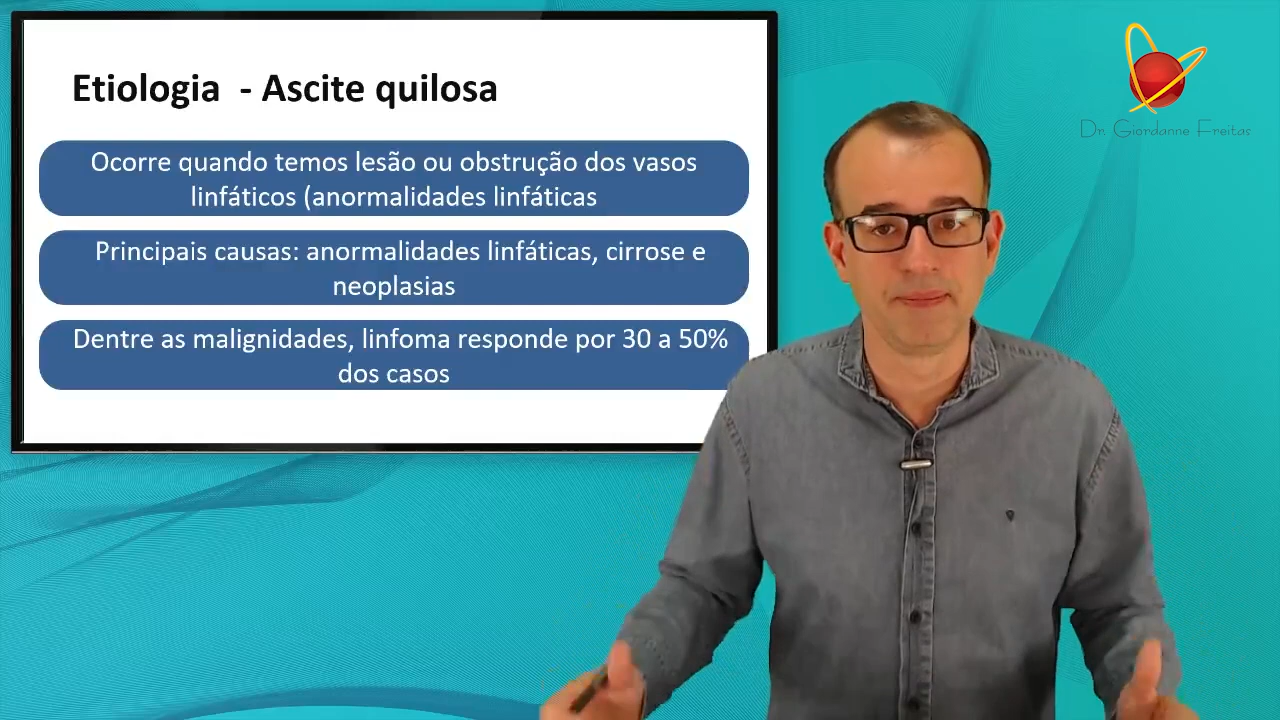 Etiologia - Ascite quilosa
Dr. Giordanne Freitas
Ocorre quando temos lesão ou obstrução dos vasos
linfáticos (anormalidades linfáticas
Principais causas: anormalidades linfáticas, cirrose e
neoplasias
Dentre as malignidades, linfoma responde por 30 a 50%
dos casos